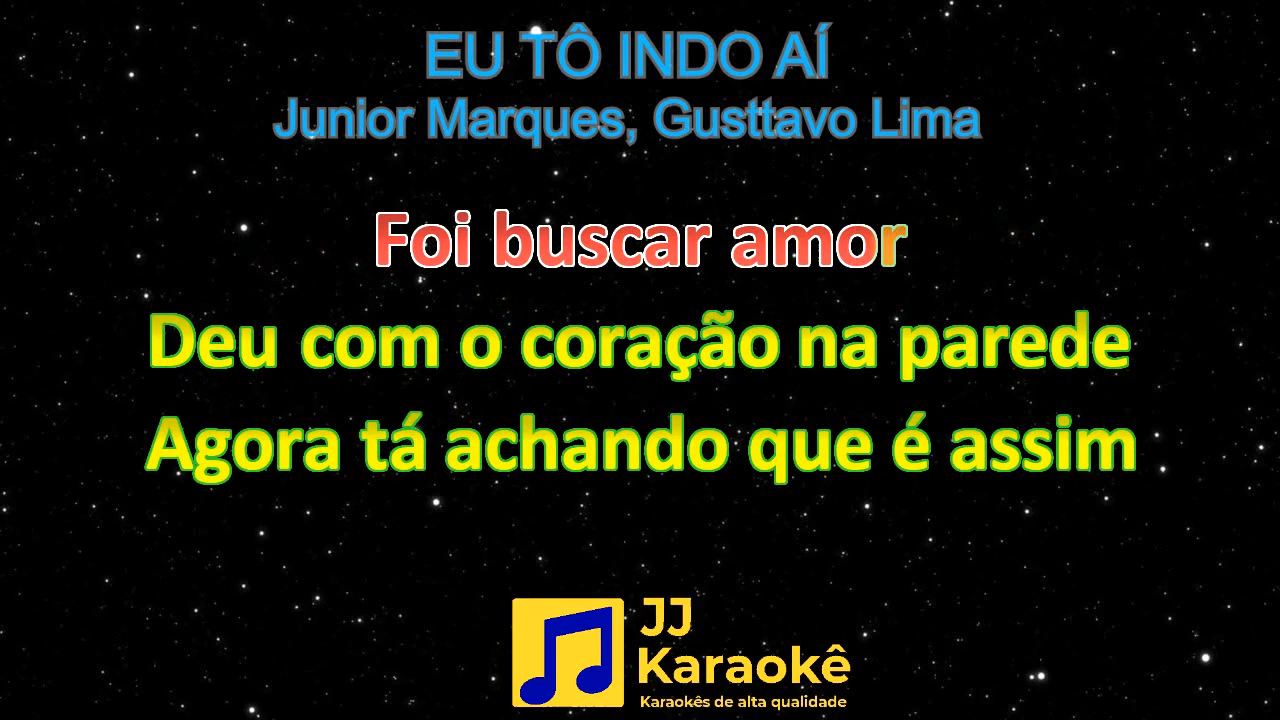 EU TÔ INDO AÍ
Junior Marques, Gusttavo Lima
Foi buscar amor
Deu com o coração na parede
Agora tá achando que é assim
JJ
Karaokê
Karaokês de alta qualidade